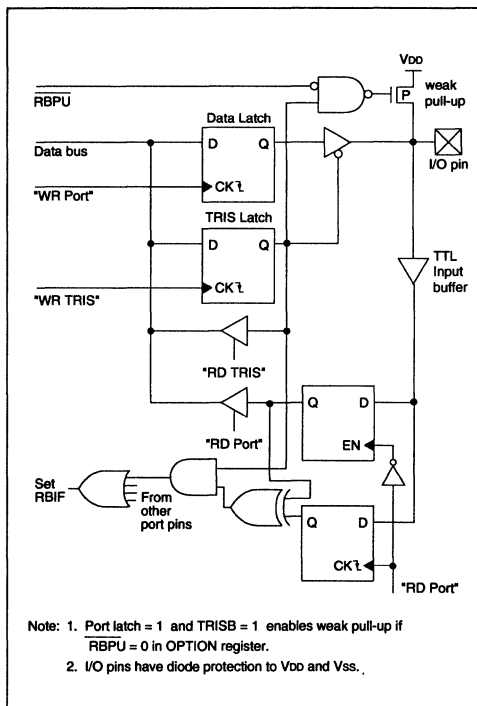 VDD
RBPU
P
weak
pull-up
Data bus
Data Latch
D
Q
I/O pin
"WR Port"
CK
TRIS Latch
D
Q
TTL
Input
buffer
"WR TRIS"
CK
"RD TRIS"
Q
D
"RD Port"
EN
Set
RBIF
From
other
port pins
Q
D
CK
"RD Port"
Note: 1. Port latch = 1 and TRISB = 1 enables weak pull-up if
RBPU = 0 in OPTION register.
2. I/O pins have diode protection to VDD and VSS.